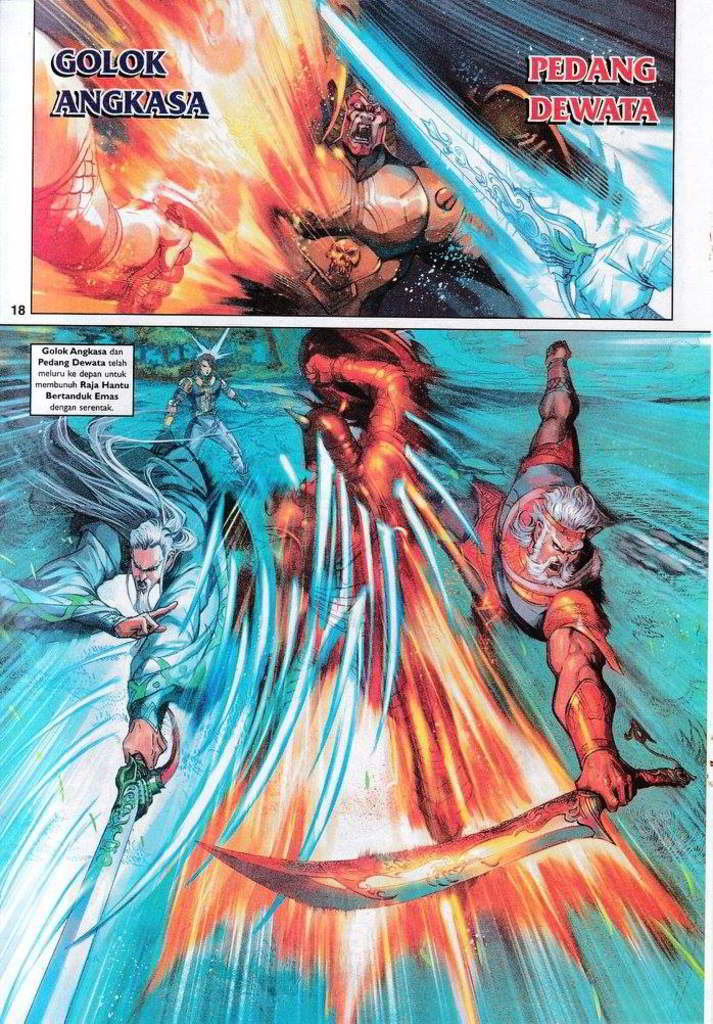 GOLOK
ANGKASA
PEDANG
DEWATA
18
Golok Angkasa dan
Pedang Dewata telah
meluru ke depan untuk
membunuh Raja Hantu
Bertanduk Emas
dengan serentak.